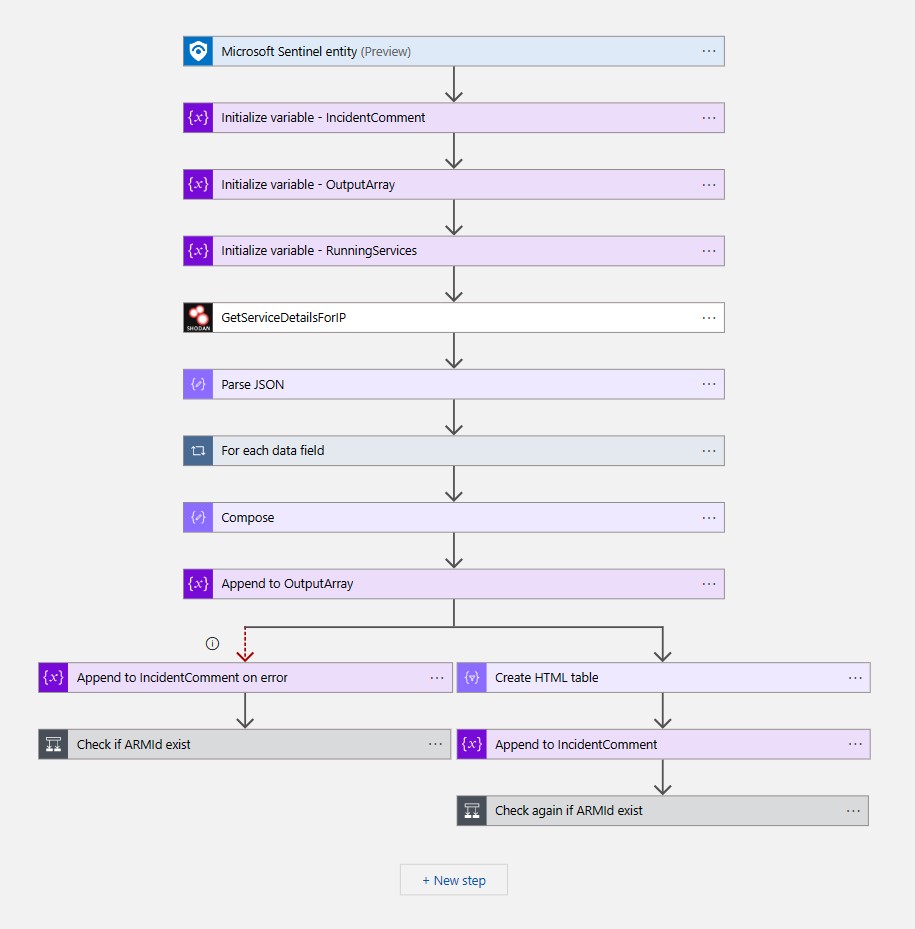 Microsoft Sentinel entity (Preview)
{x} Initialize variable - IncidentComment
{x} Initialize variable - OutputArray
{x} Initialize variable - RunningServices
SHODAN GetServiceDetailsForIP
Parse JSON
For each data field
Compose
{x} Append to OutputArray
{x} Append to IncidentComment on error
Create HTML table
Check if ARMId exist
{x} Append to IncidentComment
Check again if ARMId exist
+ New step